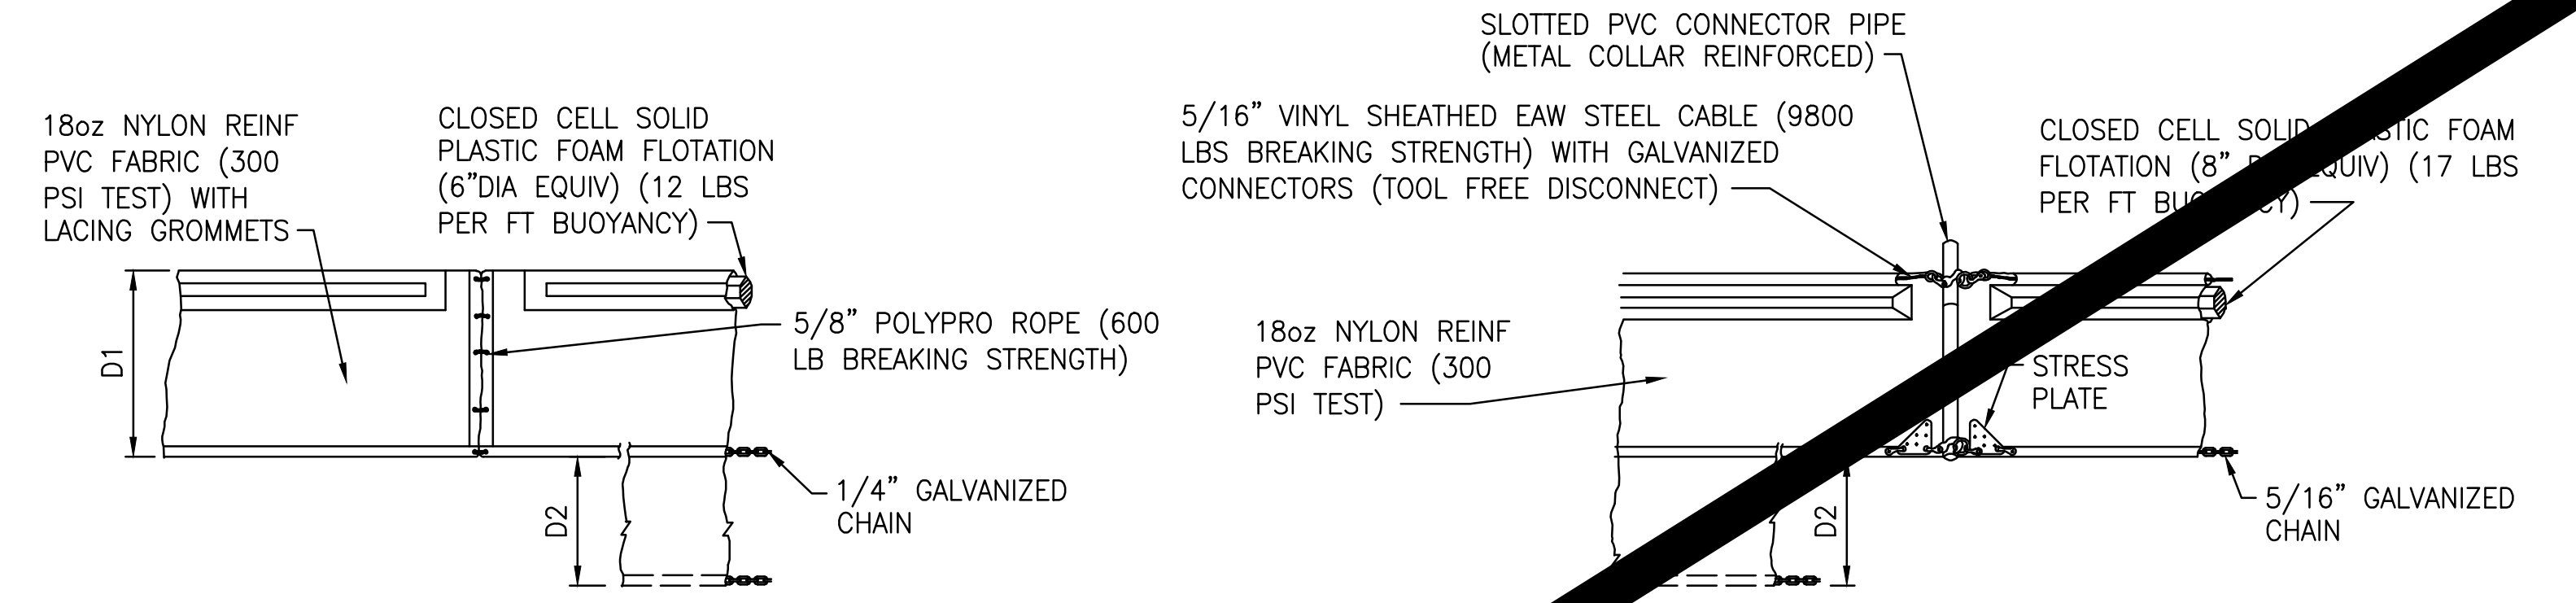 18oz NYLON REINF
PVC FABRIC (300
PSI TEST) WITH
LACING GROMMETS
CLOSED CELL SOLID
PLASTIC FOAM FLOTATION
(6"DIA EQUIV) (12 LBS
PER FT BUOYANCY)
D1
5/8" POLYPRO ROPE (600
LB BREAKING STRENGTH)
D2
1/4" GALVANIZED
CHAIN
SLOTTED PVC CONNECTOR PIPE
(METAL COLLAR REINFORCED)
5/16" VINYL SHEATHED EAW STEEL CABLE (9800
LBS BREAKING STRENGTH) WITH GALVANIZED
CONNECTORS (TOOL FREE DISCONNECT)
CLOSED CELL SOLID FOAM
FLOTATION (8" (17 LBS
PER FT
18oz NYLON REINF
PVC FABRIC (300
PSI TEST)
STRESS
PLATE
D2
5/16" GALVANIZED
CHAIN